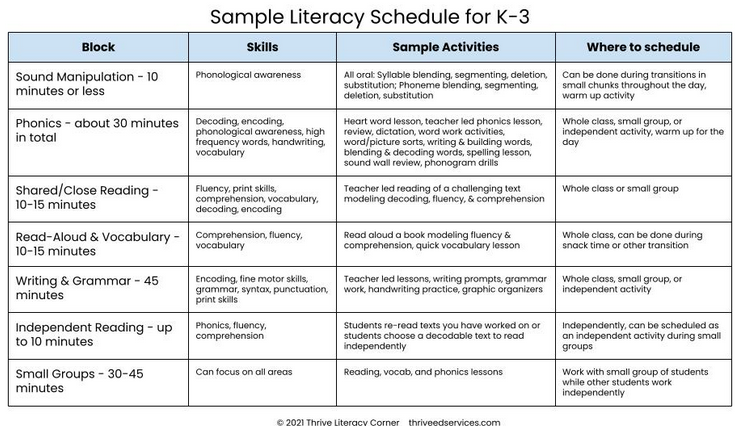 Sample Literacy Schedule for K-3
Block
Skills
Sample Activities
Where to schedule
Sound Manipulation - 10
minutes or less
Phonological awareness
All oral: Syllable blending, segmenting, deletion,
substitution; Phoneme blending, segmenting,
deletion, substitution
Can be done during transitions in
small chunks throughout the day,
warm up activity
Phonics - about 30 minutes
in total
Decoding, encoding,
phonological awareness, high
frequency words, handwriting,
vocabulary
Heart word lesson, teacher led phonics lesson,
review, dictation, word work activities,
word/picture sorts, writing & building words,
blending & decoding words, spelling lesson,
sound wall review, phonogram drills
Whole class, small group, or
independent activity, warm up for the
day
Shared/Close Reading -
10-15 minutes
Fluency, print skills,
comprehension, vocabulary,
decoding, encoding
Teacher led reading of a challenging text
modeling decoding, fluency, & comprehension
Whole class or small group
Read-Aloud & Vocabulary -
10-15 minutes
Comprehension, fluency,
vocabulary
Read aloud a book modeling fluency &
comprehension, quick vocabulary lesson
Whole class, can be done during
snack time or other transition
Writing & Grammar - 45
minutes
Encoding, fine motor skills,
grammar, syntax, punctuation,
print skills
Teacher led lessons, writing prompts, grammar
work, handwriting practice, graphic organizers
Whole class, small group, or
independent activity
Independent Reading - up
to 10 minutes
Phonics, fluency,
comprehension
Students re-read texts you have worked on or
students choose a decodable text to read
independently
Independently, can be scheduled as
an independent activity during small
groups
Small Groups - 30-45
minutes
Can focus on all areas
Reading, vocab, and phonics lessons
Work with small group of students
while other students work
independently
© 2021 Thrive Literacy Corner thriveedservices.com